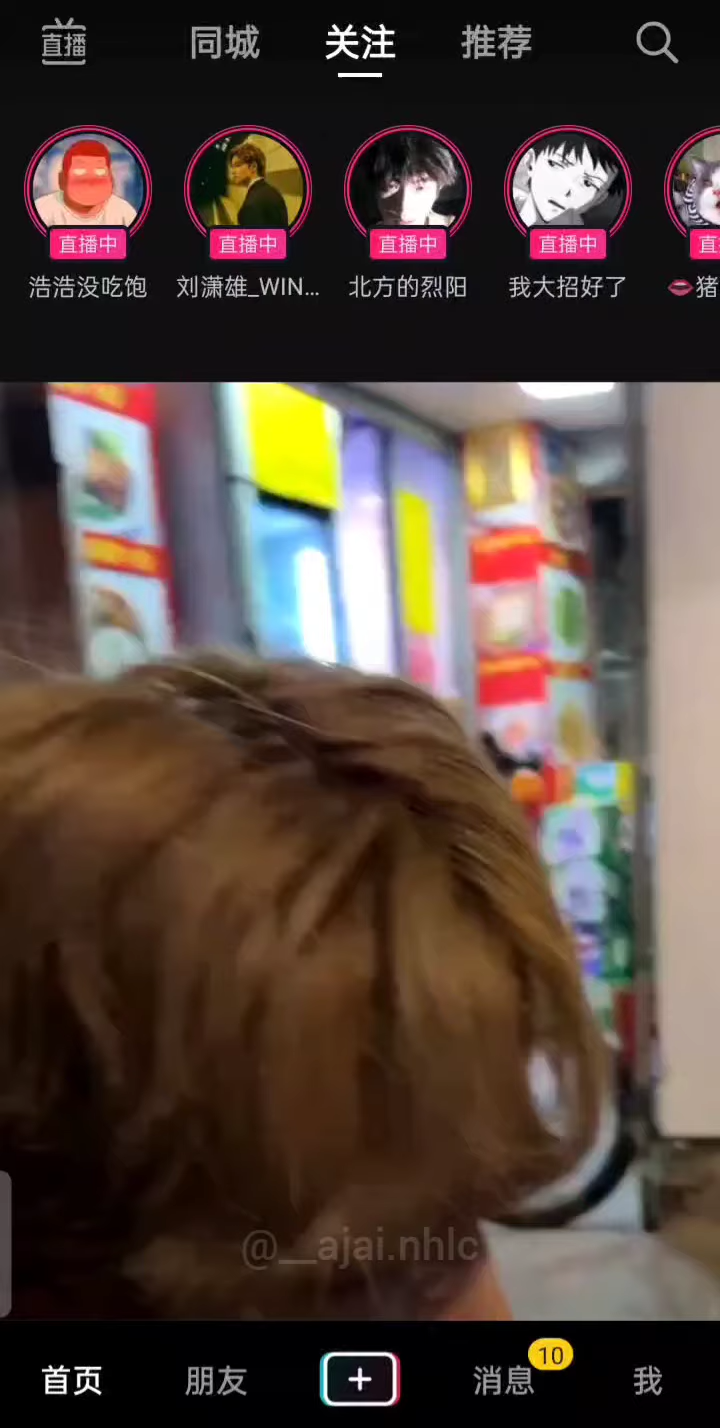 直播
同城
关注
推荐
直播中
直播中
直播中
直播中
直
浩浩没吃饱
刘潇雄_WIN...
北方的烈阳
我大招好了
👄猪
@__ajai.nhlc
首页
朋友
消息
10
我